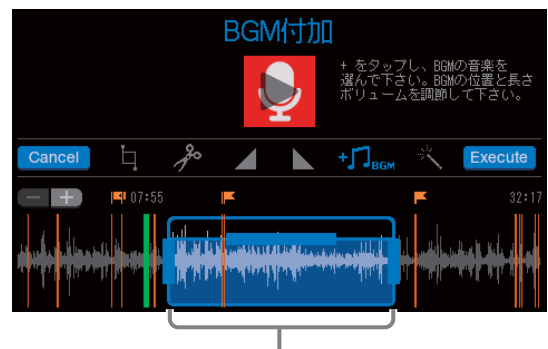 BGM付加
+ をタップし、BGMの音楽を
選んで下さい。BGMの位置と長さ
ボリュームを調節して下さい。
Cancel
+ BGM
Execute
− +
07:55
32:17